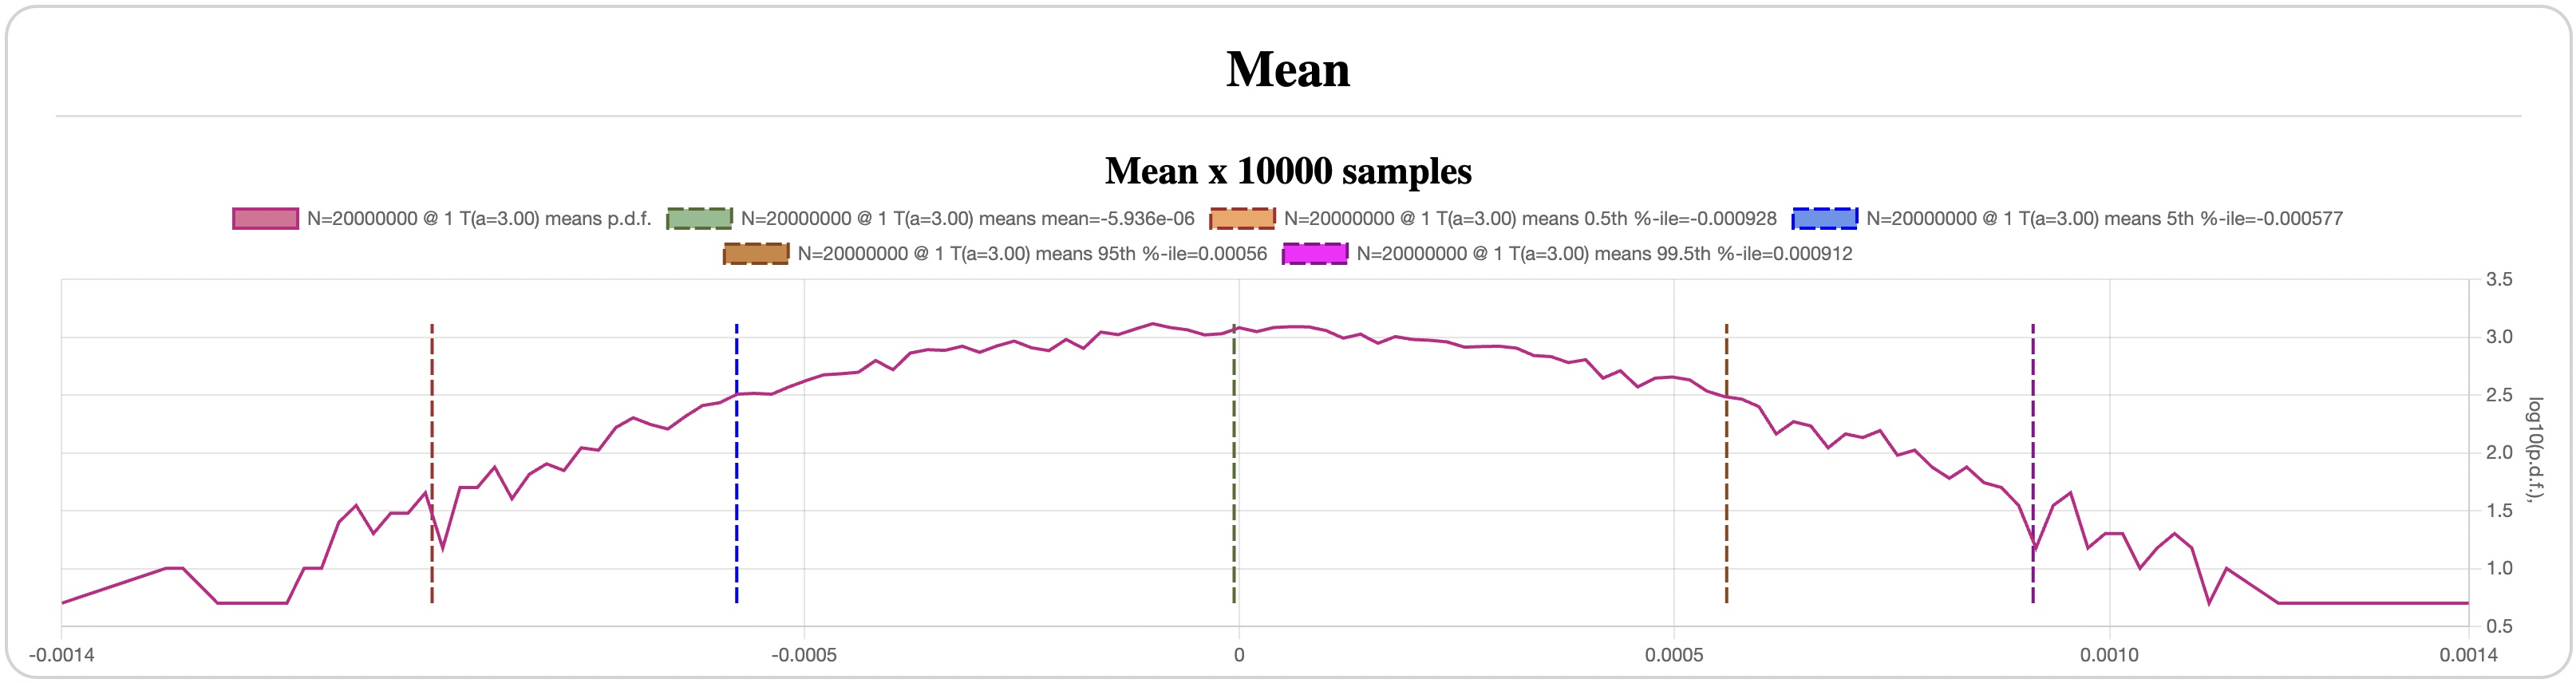 Mean
Mean x 10000 samples
N=20000000 @ 1 T(a=3.00) means p.d.f. N=20000000 @ 1 T(a=3.00) means mean=-5.936e-06 N=20000000 @ 1 T(a=3.00) means 0.5th %-ile=-0.000928 N=20000000 @ 1 T(a=3.00) means 5th %-ile=-0.000577
N=20000000 @ 1 T(a=3.00) means 95th %-ile=0.00056 N=20000000 @ 1 T(a=3.00) means 99.5th %-ile=0.000912
3.5
3.0
2.5
2.0
1.5
1.0
0.5
log10(p.d.f.),
-0.0014 -0.0005 0 0.0005 0.0010 0.0014